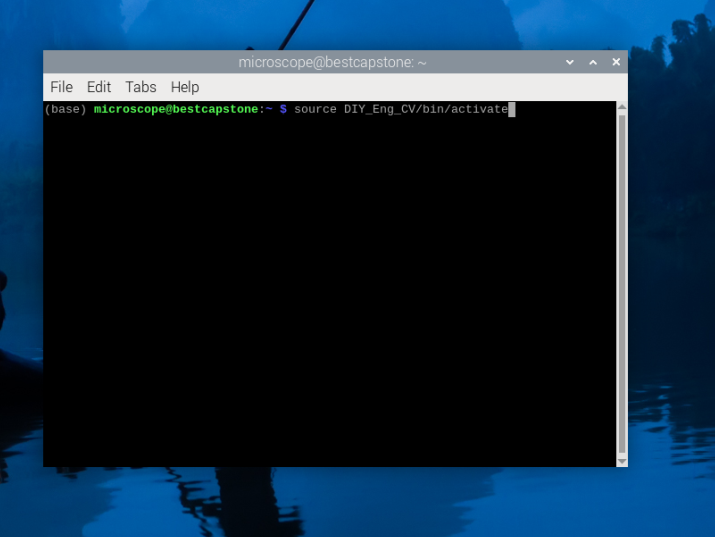 microscope@bestcapstone: ~
File Edit Tabs Help
(base) microscope@bestcapstone:~ $ source DIY_Eng_CV/bin/activate